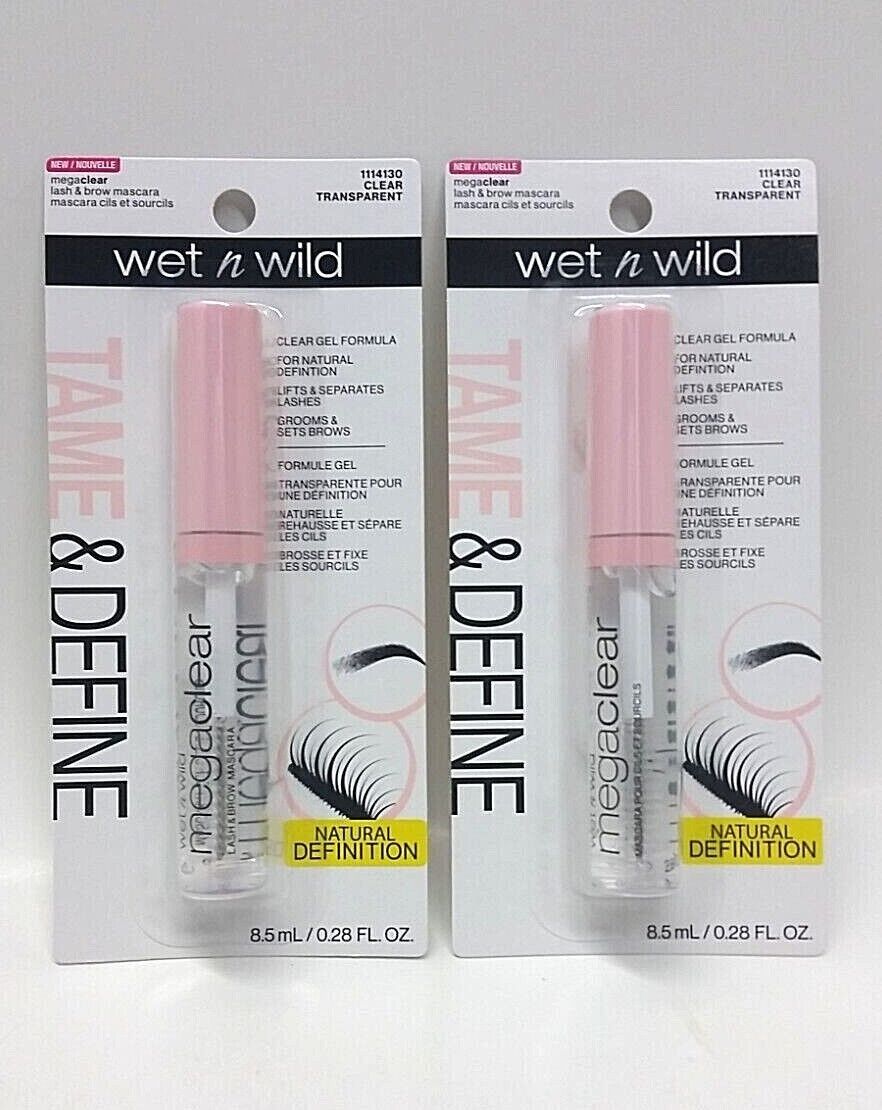 NEW / NOUVELLE
megaclear
lash & brow mascara
mascara cils et sourcils
1114130
CLEAR
TRANSPARENT
wet n wild
TAME & DEFINE
CLEAR GEL FORMULA
FOR NATURAL
DEFINTION
LIFTS & SEPARATES
LASHES
GROOMS &
SETS BROWS
FORMULE GEL
TRANSPARENTE POUR
UNE DÉFINITION
NATURELLE
REHAUSSE ET SÉPARE
LES CILS
BROSSE ET FIXE
LES SOURCILS
wet n wild
megaclear
LASH & BROW MASCARA
NATURAL
DEFINITION
8.5 mL / 0.28 FL. OZ.
NEW / NOUVELLE
megaclear
lash & brow mascara
mascara cils et sourcils
1114130
CLEAR
TRANSPARENT
wet n wild
TAME & DEFINE
CLEAR GEL FORMULA
FOR NATURAL
DEFINTION
LIFTS & SEPARATES
LASHES
GROOMS &
SETS BROWS
FORMULE GEL
TRANSPARENTE POUR
UNE DÉFINITION
NATURELLE
REHAUSSE ET SÉPARE
LES CILS
BROSSE ET FIXE
LES SOURCILS
wet n wild
megaclear
MASCARA POUR CILS ET SOURCILS
NATURAL
DEFINITION
8.5 mL / 0.28 FL. OZ.